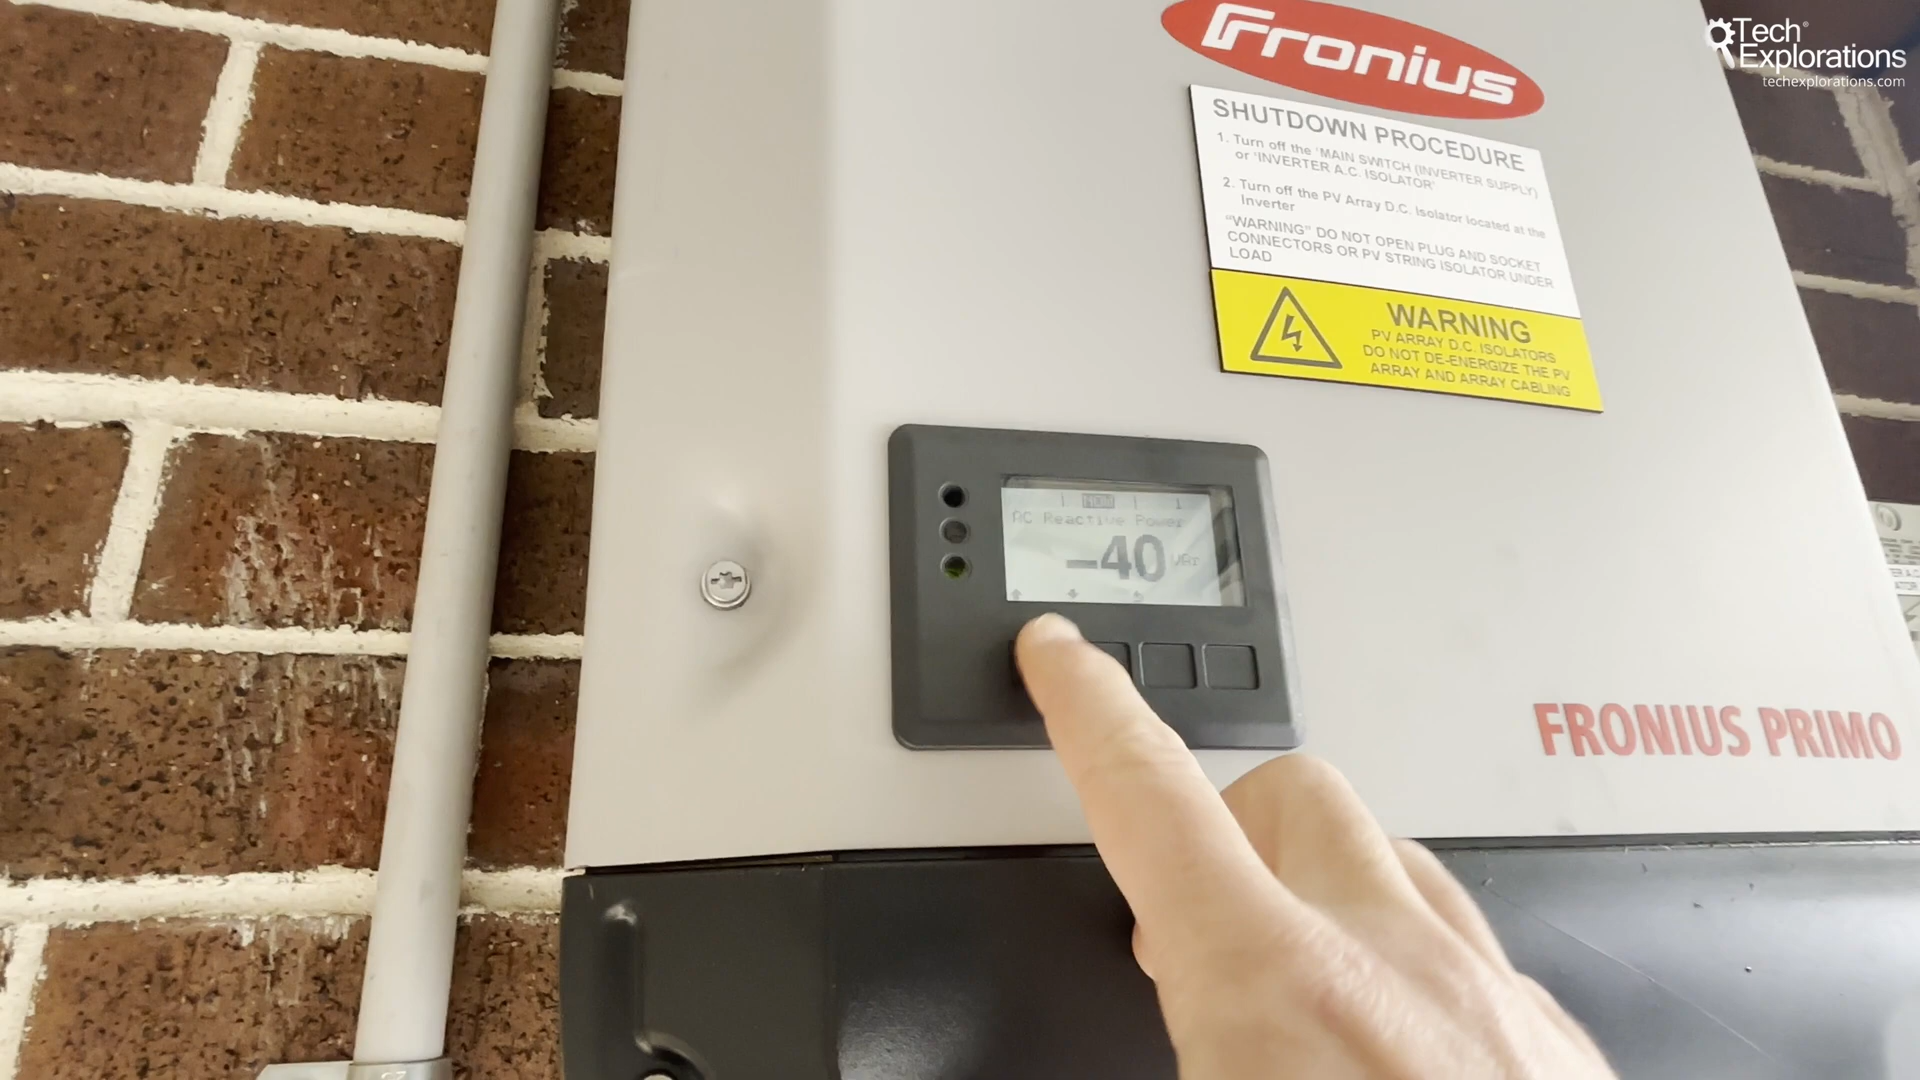 Tech
Explorations
techexplorations.com
Fronius
SHUTDOWN PROCEDURE
1. Turn off the 'MAIN SWITCH (INVERTER SUPPLY)
or 'INVERTER A.C. ISOLATOR'
2. Turn off the PV Array D.C. Isolator located at the
Inverter
"WARNING" DO NOT OPEN PLUG AND SOCKET
CONNECTORS OR PV STRING ISOLATOR UNDER
LOAD
WARNING
PV ARRAY D.C. ISOLATORS
DO NOT DE-ENERGIZE THE PV
ARRAY AND ARRAY CABLING
NOW
AC Reactive Power
-40 VAr
FRONIUS PRIMO